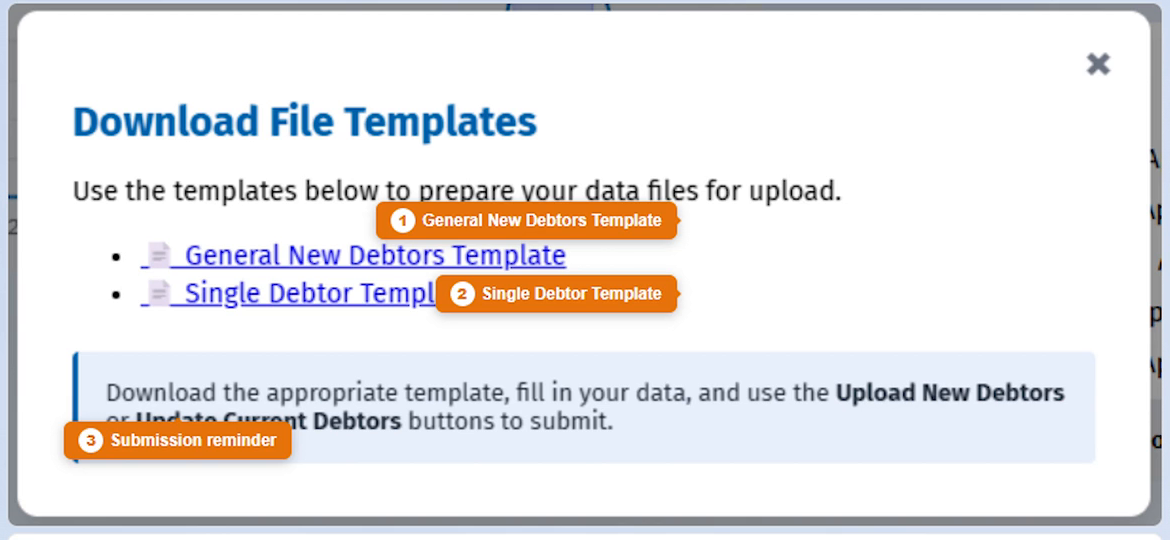 ✖
Download File Templates
Use the templates below to prepare your data files for upload.
1 General New Debtors Template
• General New Debtors Template
• Single Debtor Templ
2 Single Debtor Template
Download the appropriate template, fill in your data, and use the Upload New Debtors
or Update Current Debtors buttons to submit.
3 Submission reminder